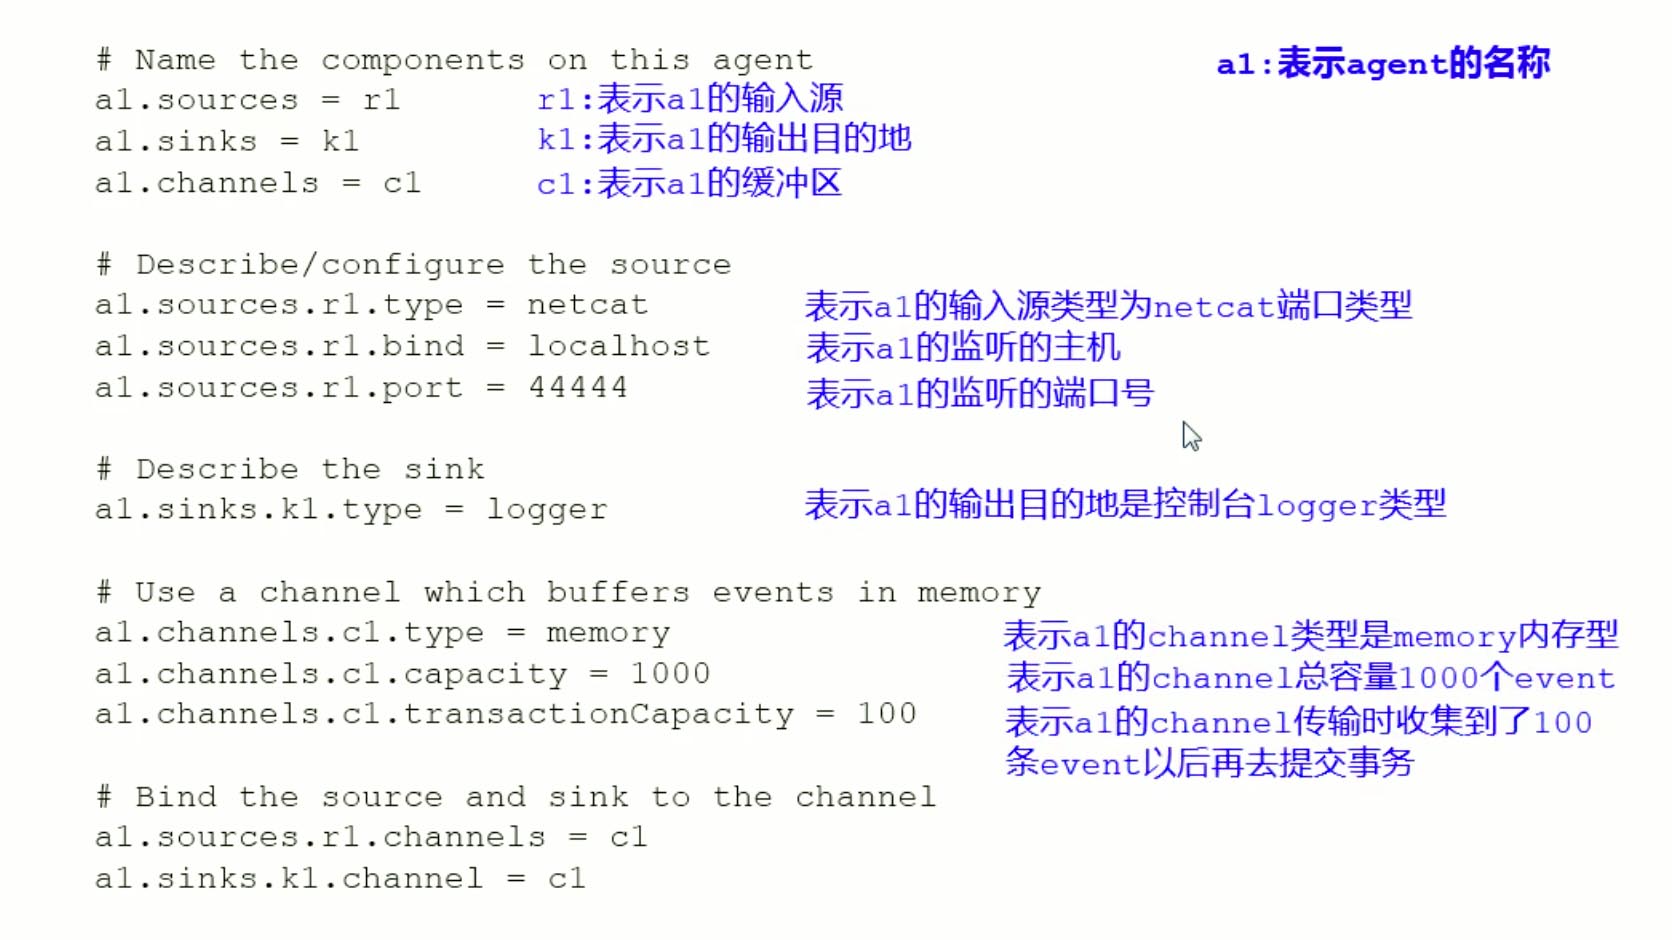 # Name the components on this agent
a1:表示agent的名称
a1.sources = r1
r1:表示a1的输入源
a1.sinks = k1
k1:表示a1的输出目的地
a1.channels = c1
c1:表示a1的缓冲区
# Describe/configure the source
a1.sources.r1.type = netcat
表示a1的输入源类型为netcat端口类型
a1.sources.r1.bind = localhost
表示a1的监听的主机
a1.sources.r1.port = 44444
表示a1的监听的端口号
# Describe the sink
a1.sinks.k1.type = logger
表示a1的输出目的地是控制台logger类型
# Use a channel which buffers events in memory
a1.channels.c1.type = memory
表示a1的channel类型是memory内存型
a1.channels.c1.capacity = 1000
表示a1的channel总容量1000个event
a1.channels.c1.transactionCapacity = 100
表示a1的channel传输时收集到了100
条event以后再去提交事务
# Bind the source and sink to the channel
a1.sources.r1.channels = c1
a1.sinks.k1.channel = c1